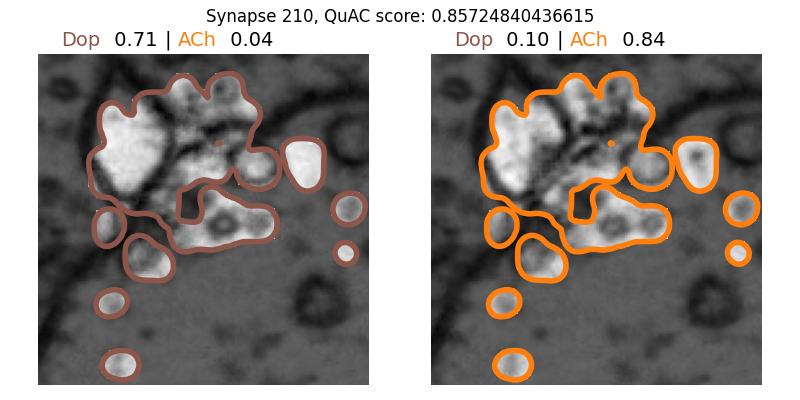 Synapse 210, QuAC score: 0.85724840436615
Dop 0.71 | ACh 0.04
Dop 0.10 | ACh 0.84